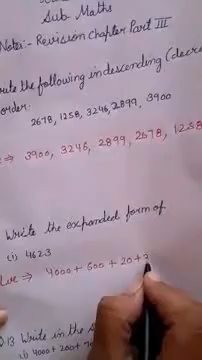 Sub Maths
Note:- Revision Chapter Part III
rite the following in descending (decre
order.
2678, 1258, 3246, 2899, 3900
⇒ 3900, 3246, 2899, 2678, 1258
Write the expanded form of
(i) 4623
⇒ 4000 + 600 + 20 + 3
13 Write in the
(i) 4000 + 200 +